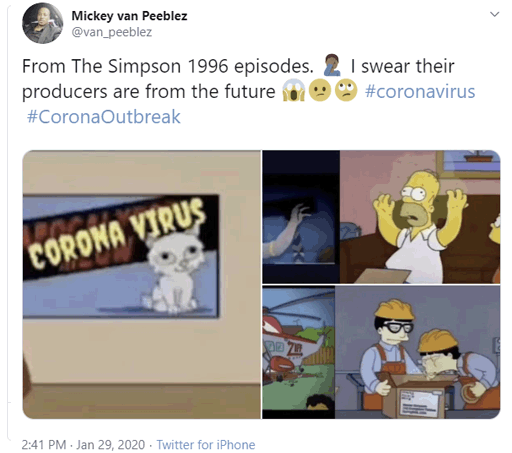 Mickey van Peeblez
@van_peeblez
From The Simpson 1996 episodes. 🤦🏾‍♂️ I swear their
producers are from the future 😱😕🙄 #coronavirus
#CoronaOutbreak
CORONA VIRUS
2:41 PM · Jan 29, 2020 · Twitter for iPhone